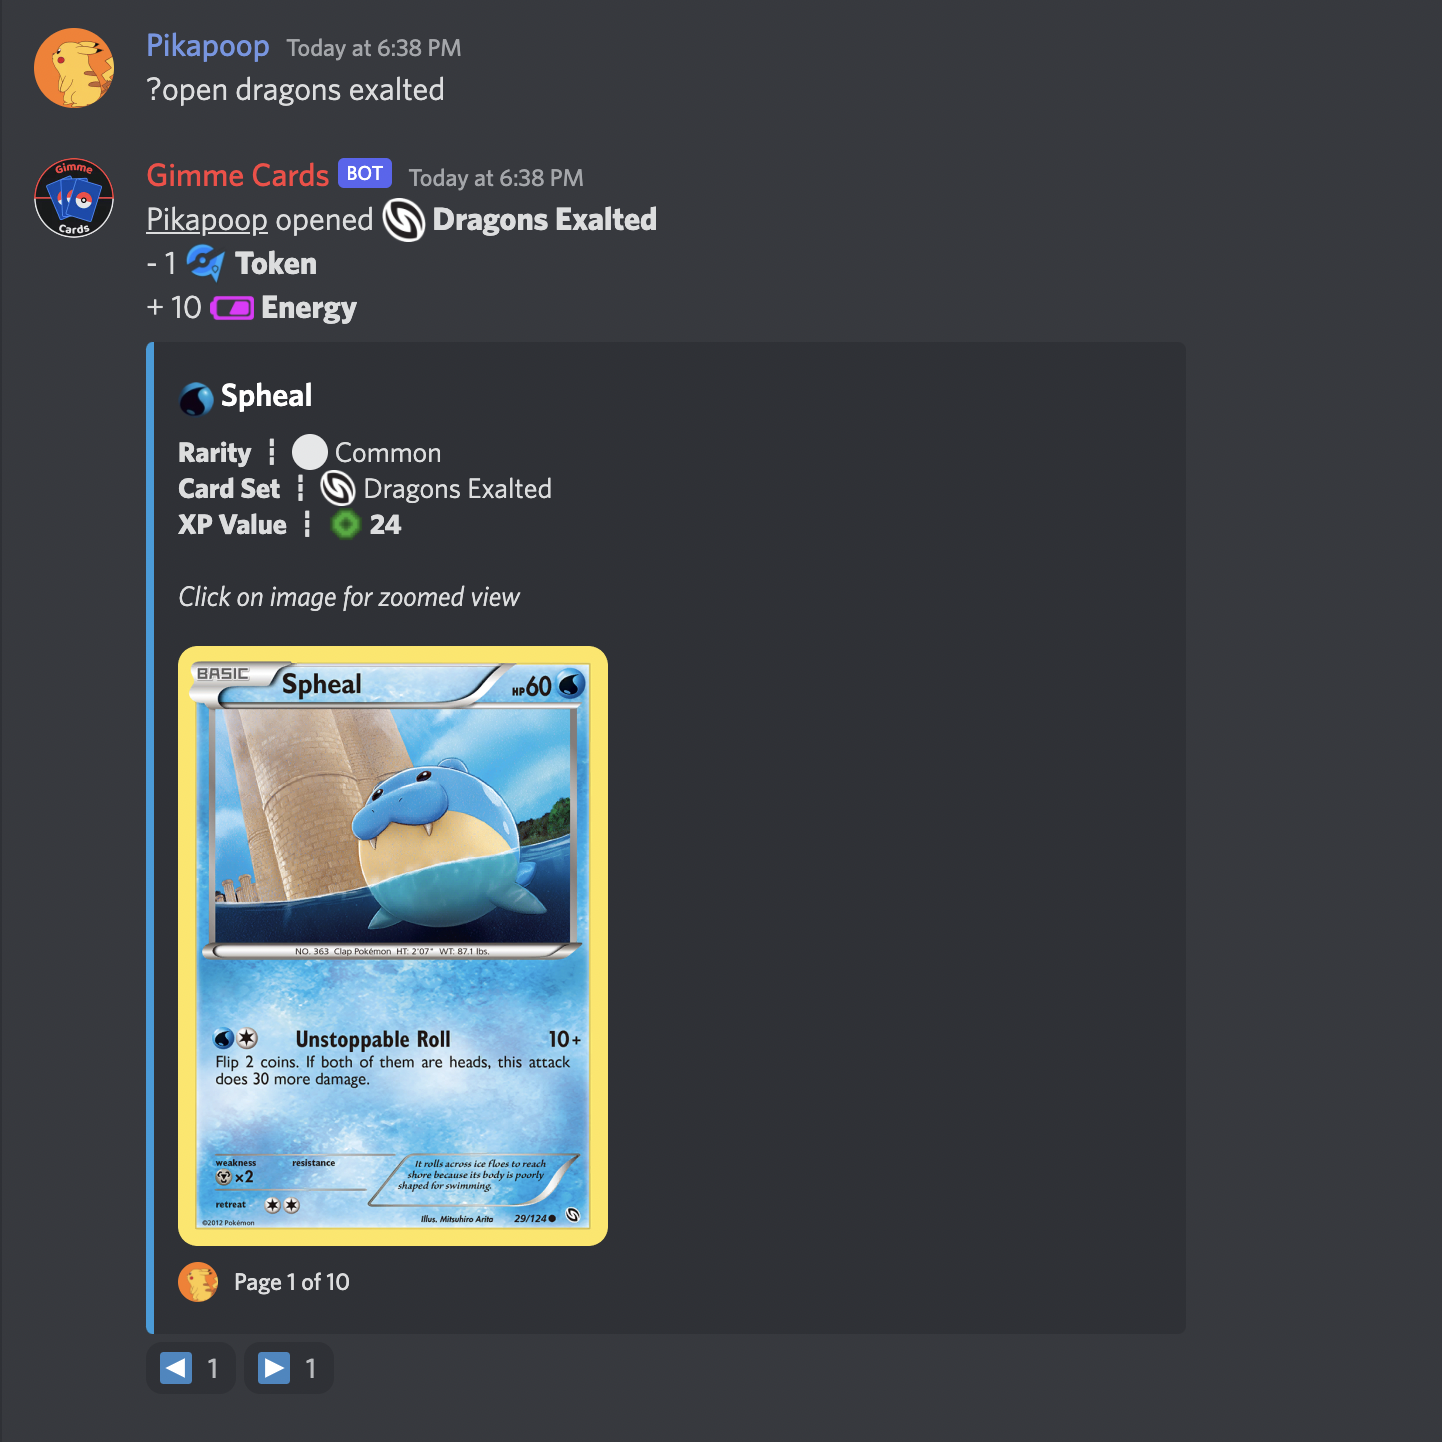 Pikapoop Today at 6:38 PM
?open dragons exalted
Gimme
Cards
Gimme Cards BOT Today at 6:38 PM
Pikapoop opened Dragons Exalted
- 1 Token
+ 10 Energy
Spheal
Rarity ┋ Common
Card Set ┋ Dragons Exalted
XP Value ┋ 24
Click on image for zoomed view
BASIC Spheal HP60
NO. 363 Clap Pokémon HT: 2'07" WT: 87.1 lbs.
Unstoppable Roll 10+
Flip 2 coins. If both of them are heads, this attack
does 30 more damage.
weakness resistance
×2
It rolls across ice floes to reach
shore because its body is poorly
shaped for swimming.
retreat
©2012 Pokémon Illus. Mitsuhiro Arita 29/124
Page 1 of 10
1 1